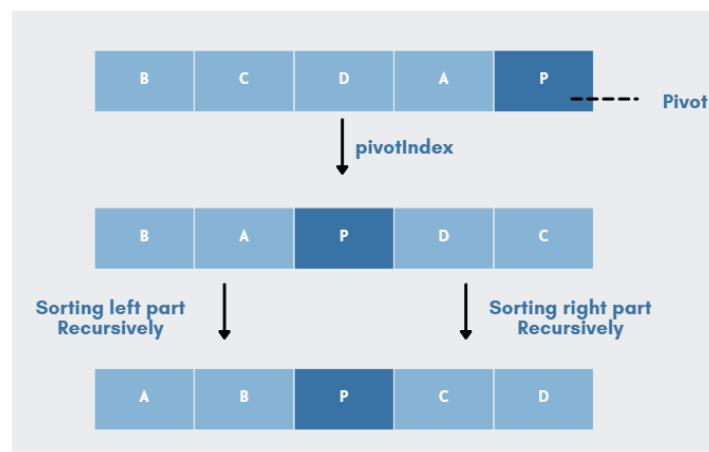 B C D A P
Pivot
pivotIndex
B A P D C
Sorting left part
Recursively
Sorting right part
Recursively
A B P C D